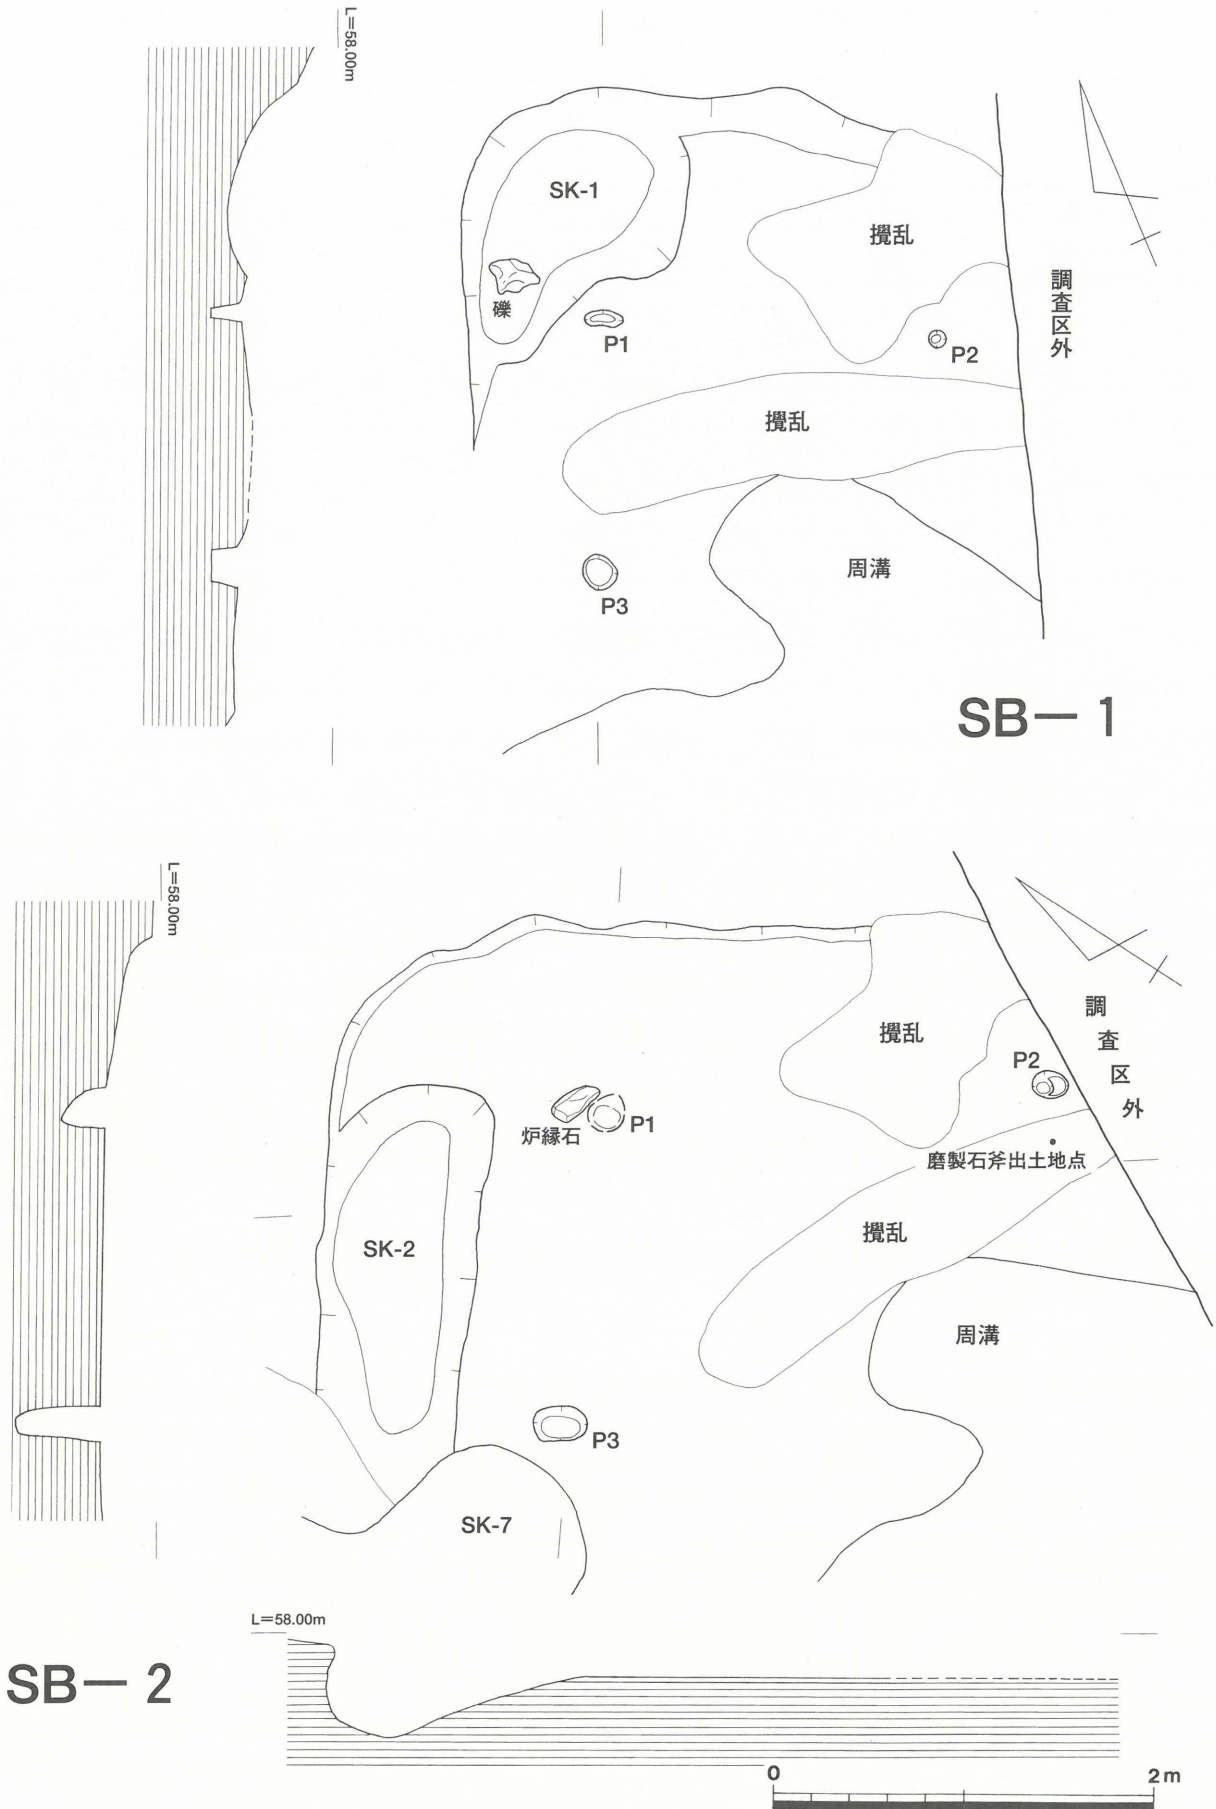 L=58.00m
SK-1
礫
P1
攪乱
P2
調査区外
攪乱
P3
周溝
SB－1
L=58.00m
攪乱
調査区外
P2
炉縁石
P1
磨製石斧出土地点
SK-2
攪乱
周溝
P3
SK-7
L=58.00m
SB－2
0 2m